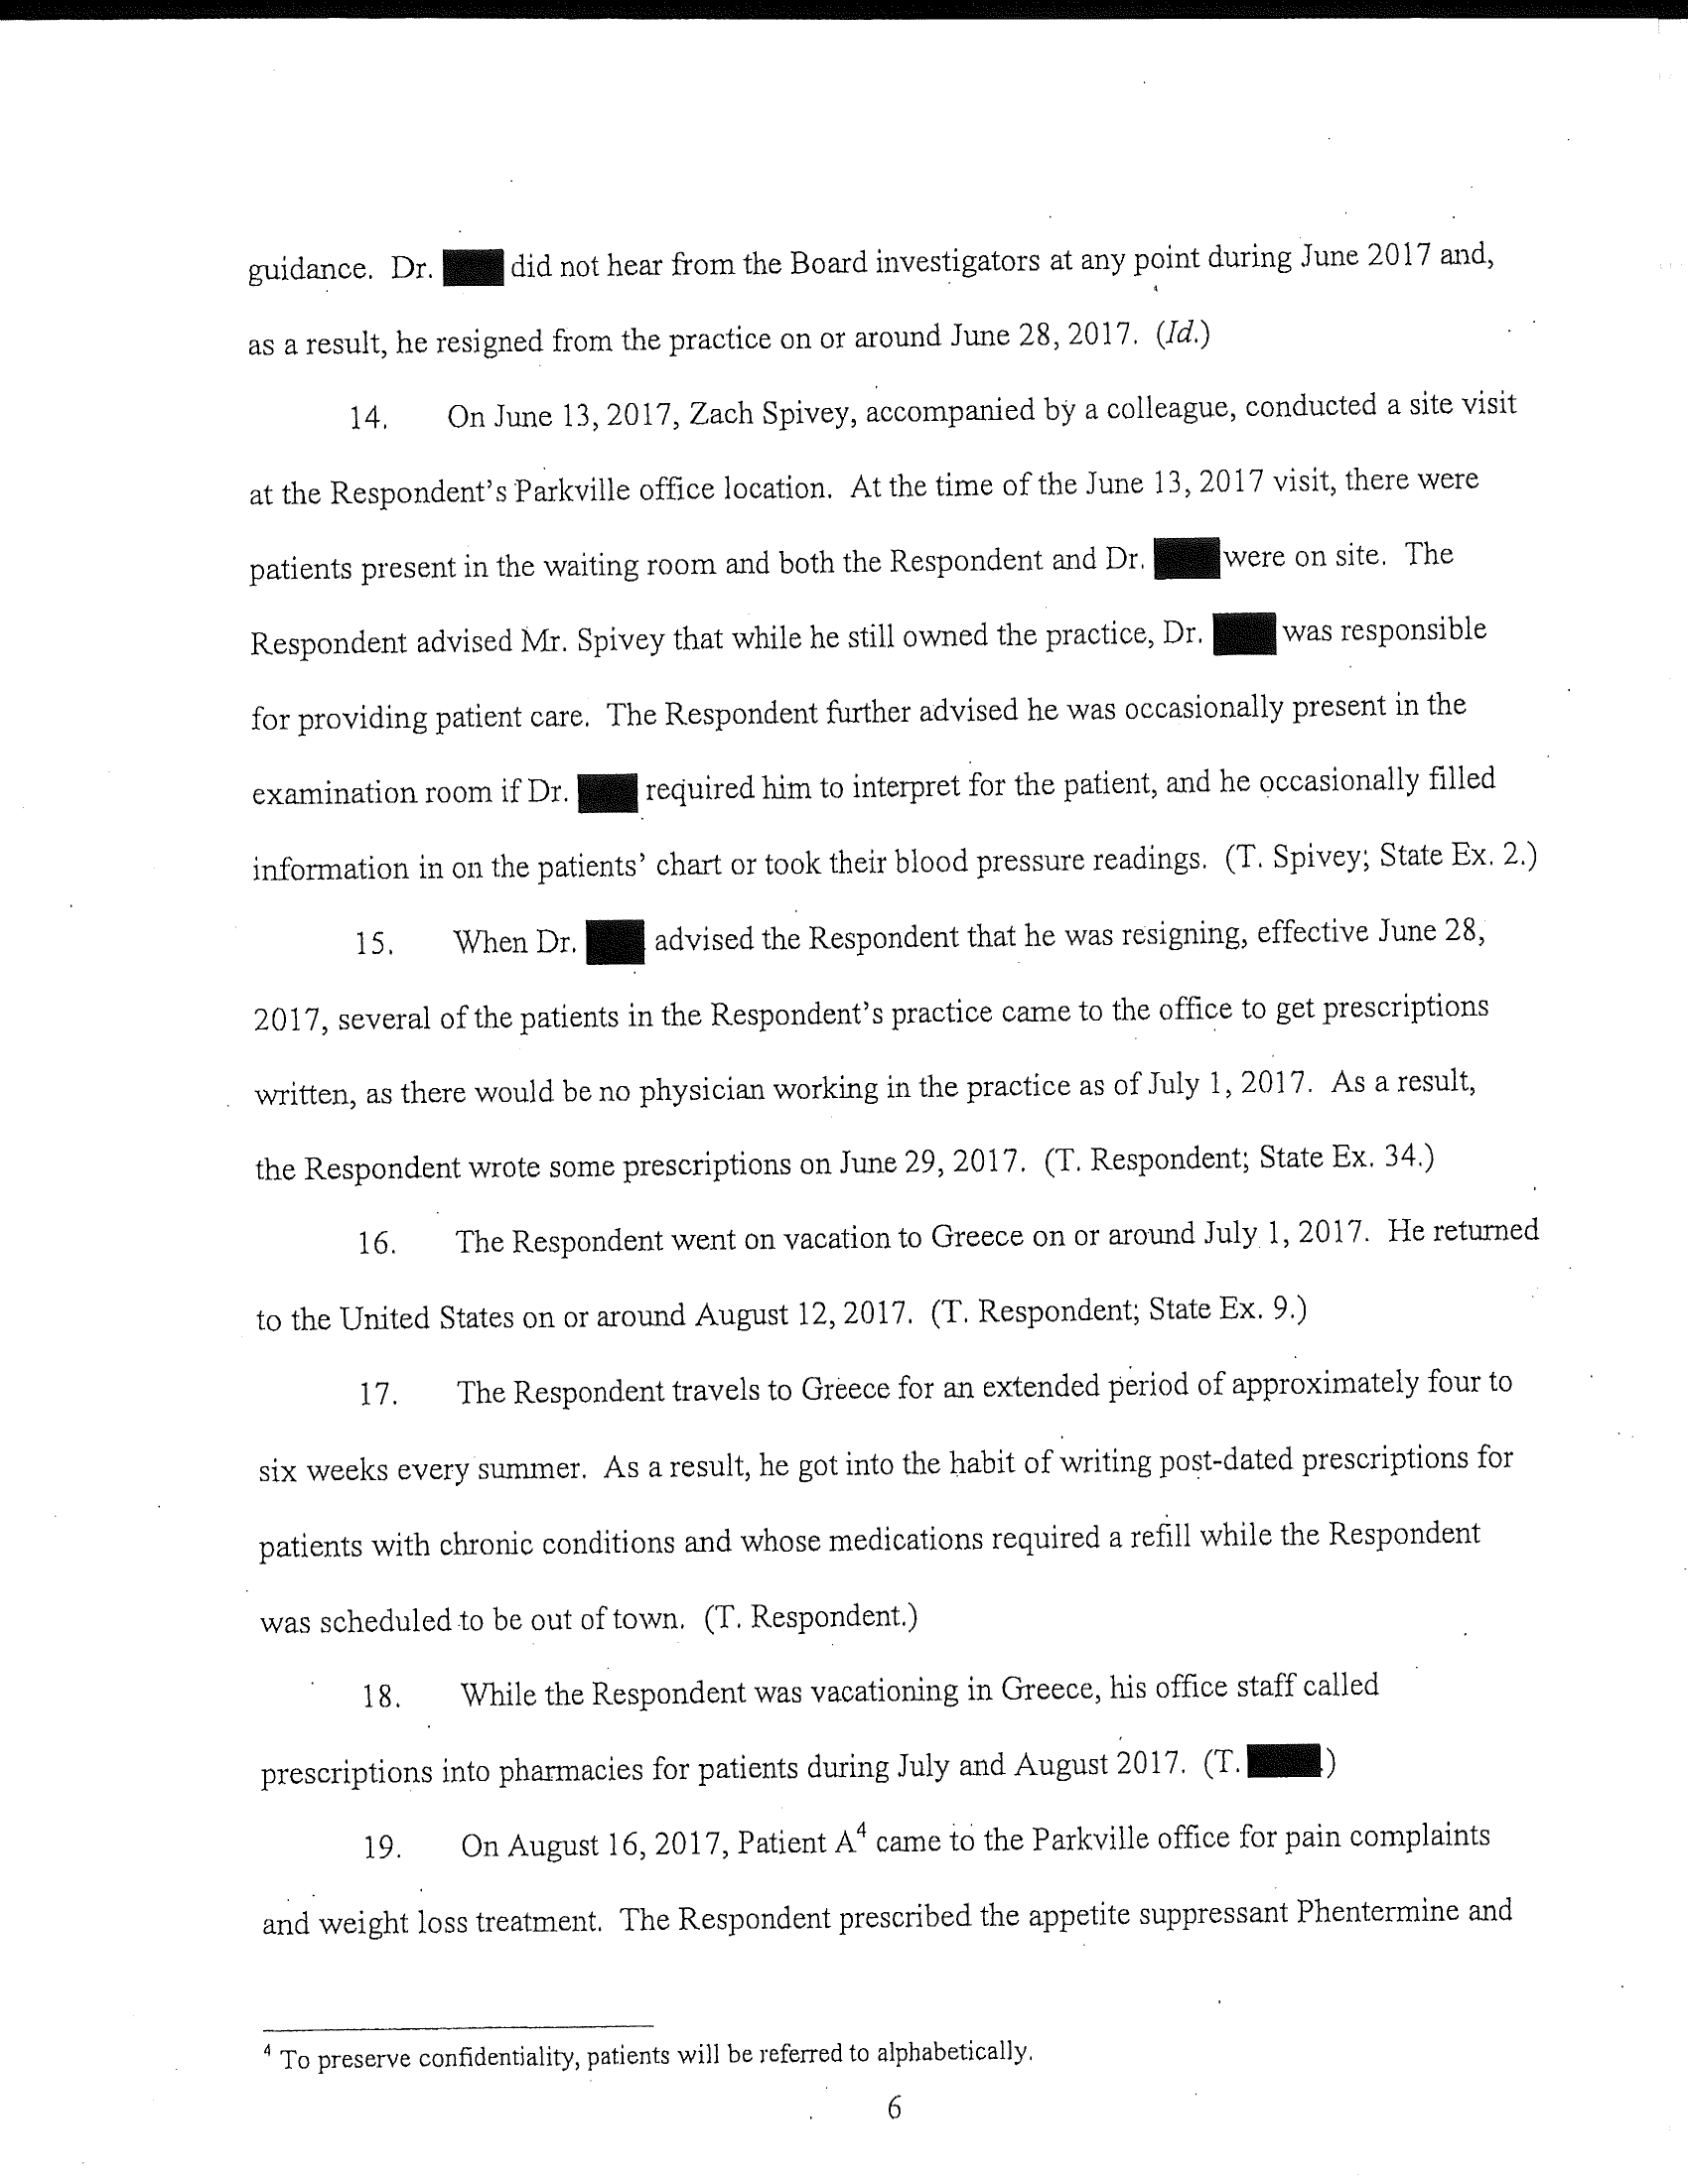 guidance. Dr. did not hear from the Board investigators at any point during June 2017 and,
as a result, he resigned from the practice on or around June 28, 2017. (Id.)
14. On June 13, 2017, Zach Spivey, accompanied by a colleague, conducted a site visit
at the Respondent's Parkville office location. At the time of the June 13, 2017 visit, there were
patients present in the waiting room and both the Respondent and Dr. were on site. The
Respondent advised Mr. Spivey that while he still owned the practice, Dr. was responsible
for providing patient care. The Respondent further advised he was occasionally present in the
examination room if Dr. required him to interpret for the patient, and he occasionally filled
information in on the patients' chart or took their blood pressure readings. (T. Spivey; State Ex. 2.)
15. When Dr. advised the Respondent that he was resigning, effective June 28,
2017, several of the patients in the Respondent's practice came to the office to get prescriptions
written, as there would be no physician working in the practice as of July 1, 2017. As a result,
the Respondent wrote some prescriptions on June 29, 2017. (T. Respondent; State Ex. 34.)
16. The Respondent went on vacation to Greece on or around July 1, 2017. He returned
to the United States on or around August 12, 2017. (T. Respondent; State Ex. 9.)
17. The Respondent travels to Greece for an extended period of approximately four to
six weeks every summer. As a result, he got into the habit of writing post-dated prescriptions for
patients with chronic conditions and whose medications required a refill while the Respondent
was scheduled to be out of town. (T. Respondent.)
18. While the Respondent was vacationing in Greece, his office staff called
prescriptions into pharmacies for patients during July and August 2017. (T. .)
19. On August 16, 2017, Patient A⁴ came to the Parkville office for pain complaints
and weight loss treatment. The Respondent prescribed the appetite suppressant Phentermine and
⁴ To preserve confidentiality, patients will be referred to alphabetically.
6